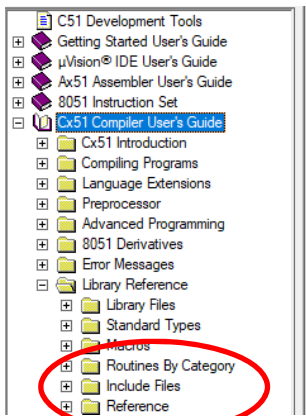 C51 Development Tools
Getting Started User's Guide
µVision® IDE User's Guide
Ax51 Assembler User's Guide
8051 Instruction Set
Cx51 Compiler User's Guide
Cx51 Introduction
Compiling Programs
Language Extensions
Preprocessor
Advanced Programming
8051 Derivatives
Error Messages
Library Reference
Library Files
Standard Types
Macros
Routines By Category
Include Files
Reference